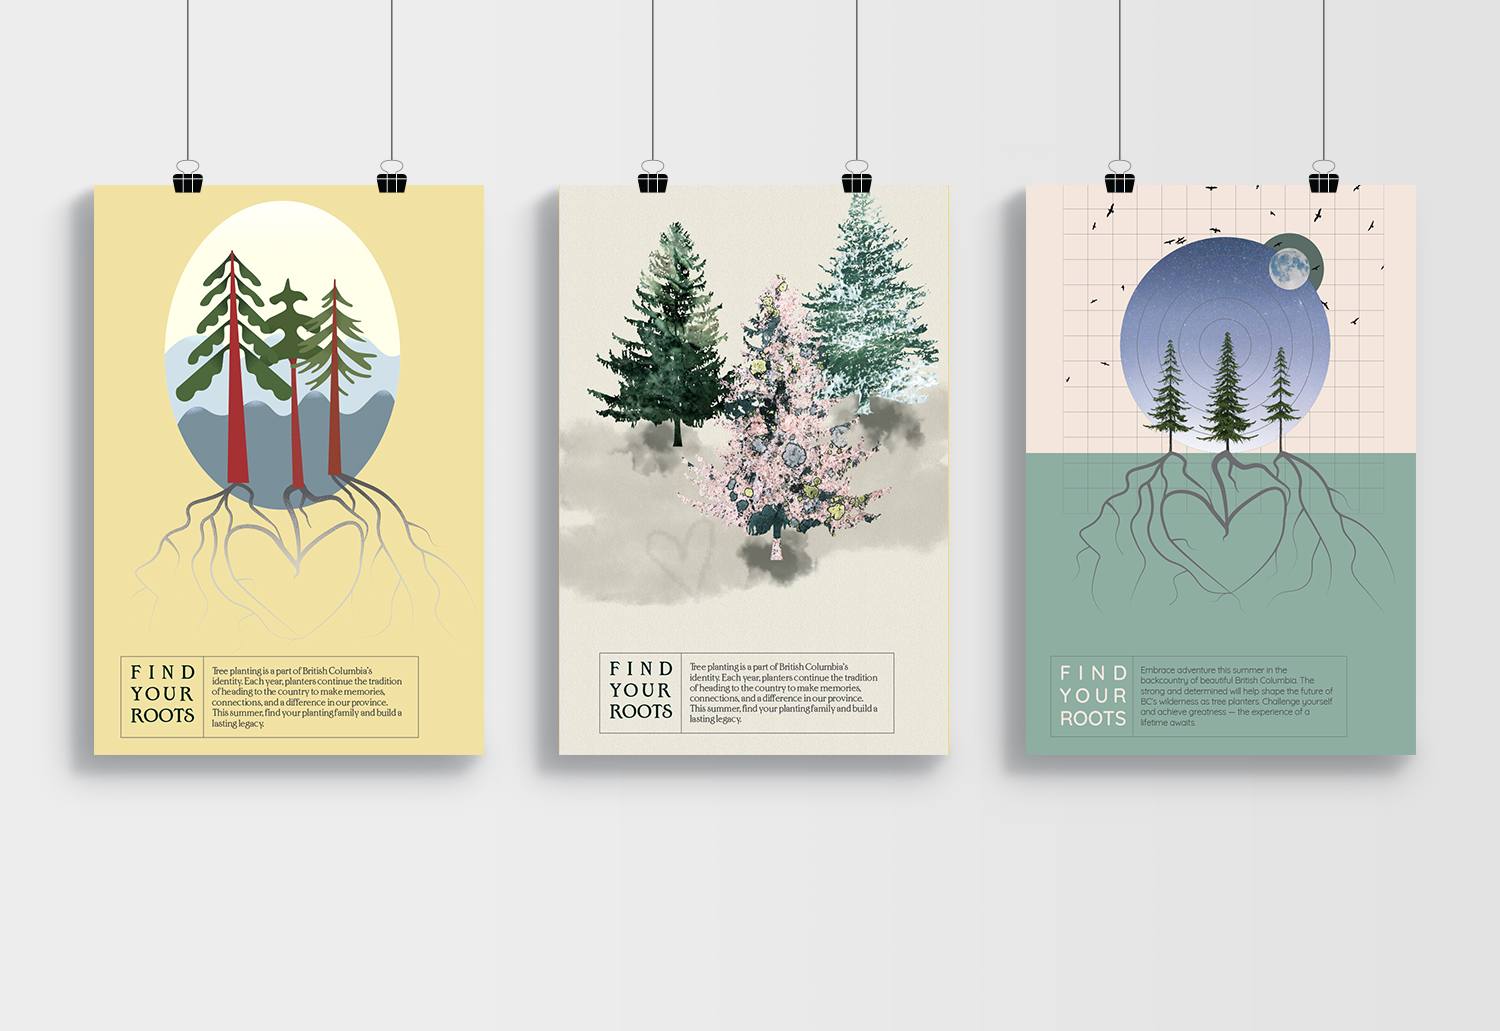 FIND
YOUR
ROOTS
Tree planting is a part of British Columbia's
identity. Each year, planters continue the tradition
of heading to the country to make memories,
connections, and a difference in our province.
This summer, find your planting family and build a
lasting legacy.
FIND
YOUR
ROOTS
Tree planting is a part of British Columbia's
identity. Each year, planters continue the tradition
of heading to the country to make memories,
connections, and a difference in our province.
This summer, find your planting family and build a
lasting legacy.
FIND
YOUR
ROOTS
Embrace adventure this summer in the
backcountry of beautiful British Columbia. The
strong and determined will help shape the future of
BC's wilderness as tree planters. Challenge yourself
and achieve greatness — the experience of a
lifetime awaits.